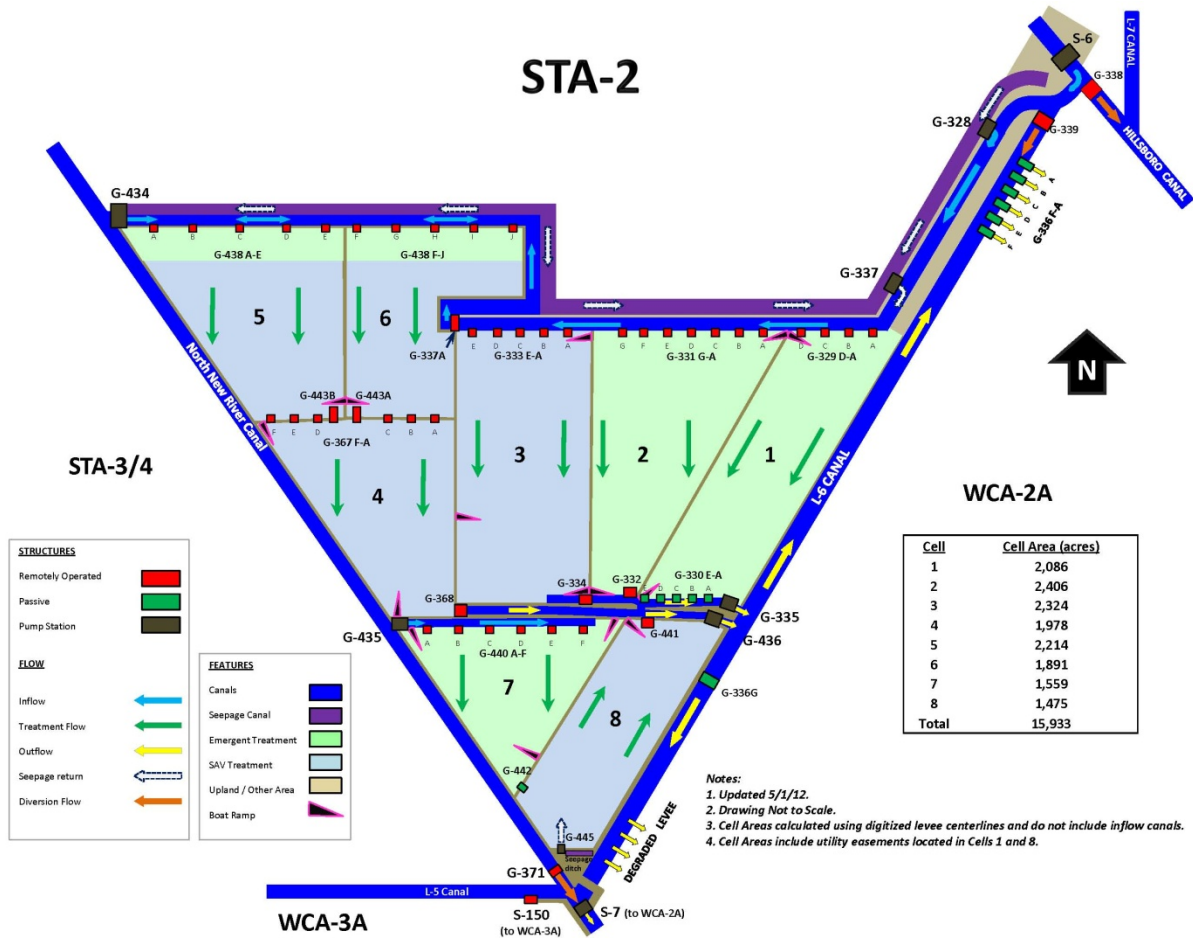 STA-2
L-7 CANAL
S-6
G-338
HILLSBORO CANAL
G-328
G-339
A
B
C
D
E
F
G-336 F-A
G-434
A B C D E F G H I J
G-438 A-E G-438 F-J
G-337
5
6
G-337A
E D C B A
G-333 E-A
G F E D C B A
G-331 G-A
D C B A
G-329 D-A
N
North New River Canal
G-443B G-443A
F E D C B A
G-367 F-A
STA-3/4
3
2
1
4
L-6 CANAL
WCA-2A
Cell Cell Area (acres)
1 2,086
2 2,406
3 2,324
4 1,978
5 2,214
6 1,891
7 1,559
8 1,475
Total 15,933
STRUCTURES
Remotely Operated
Passive
Pump Station
FLOW
Inflow
Treatment Flow
Outflow
Seepage return
Diversion Flow
FEATURES
Canals
Seepage Canal
Emergent Treatment
SAV Treatment
Upland / Other Area
Boat Ramp
G-334
G-332
G-330 E-A
E D C B A
G-368
G-335
G-435
G-441
G-436
A B C D E F
G-440 A-F
G-336G
7
8
G-442
Notes:
1. Updated 5/1/12.
2. Drawing Not to Scale.
3. Cell Areas calculated using digitized levee centerlines and do not include inflow canals.
4. Cell Areas include utility easements located in Cells 1 and 8.
DEGRADED LEVEE
G-445
Seepage
ditch
G-371
L-5 Canal
WCA-3A
S-150
(to WCA-3A)
S-7 (to WCA-2A)